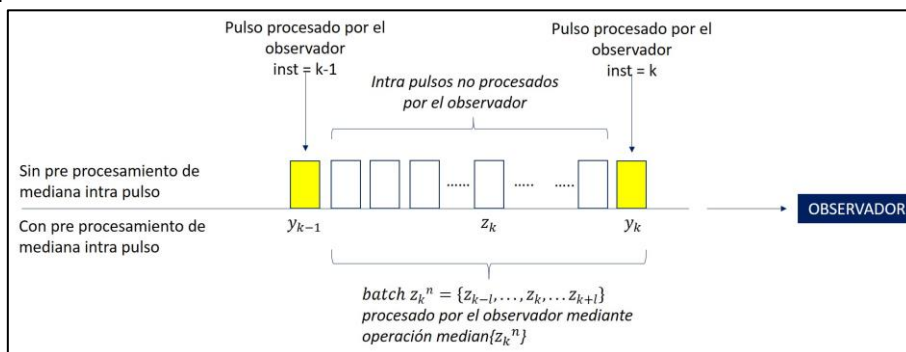 Pulso procesado por el
observador
inst = k-1
Pulso procesado por el
observador
inst = k
Intra pulsos no procesados
por el observador
Sin pre procesamiento de
mediana intra pulso
...... ..... .....
OBSERVADOR
Con pre procesamiento de
mediana intra pulso
y_{k-1} z_k y_k
batch z_k^n = {z_{k-l}, ..., z_k, ... z_{k+l}}
procesado por el observador mediante
operación median{z_k^n}